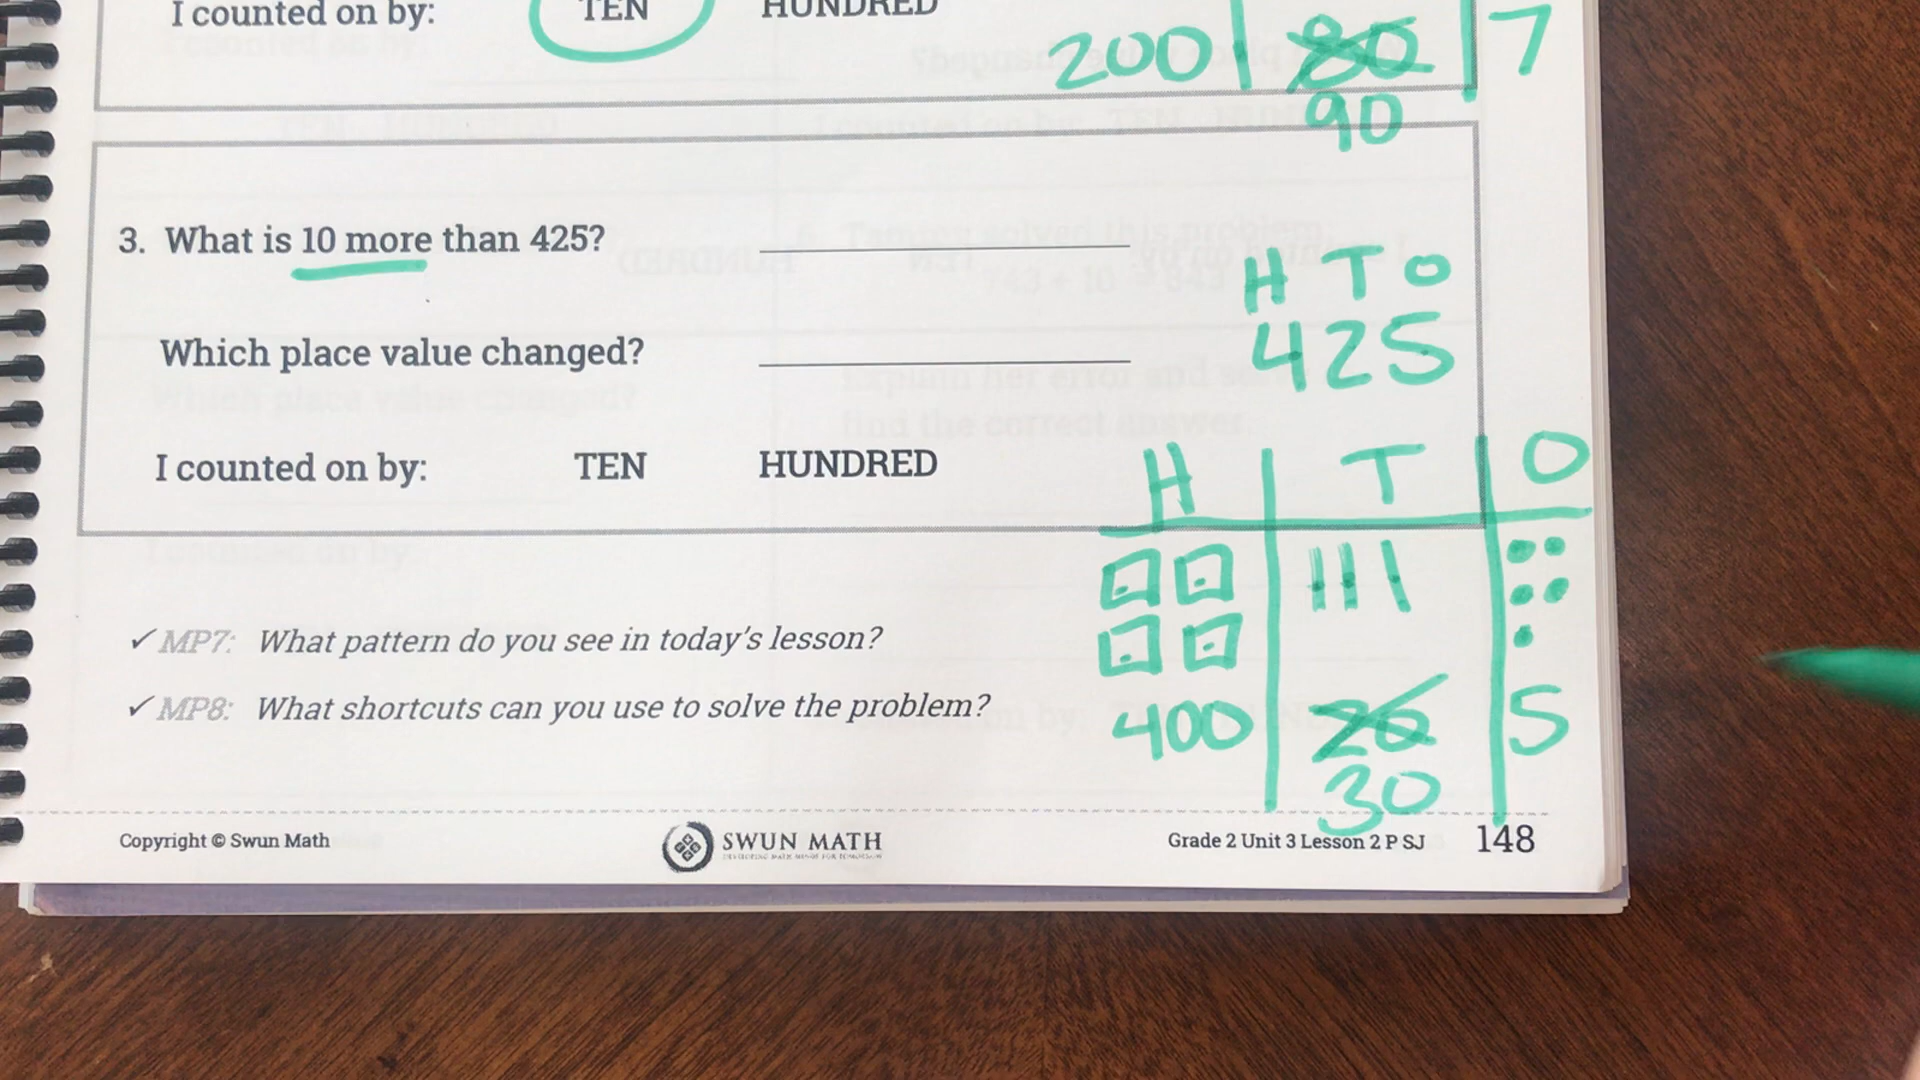 I counted on by: TEN HUNDRED
200 80 7
90
3. What is 10 more than 425?
H T O
425
Which place value changed?
I counted on by: TEN HUNDRED
H T O
✓ MP7: What pattern do you see in today's lesson?
✓ MP8: What shortcuts can you use to solve the problem?
400 20 5
30
Copyright © Swun Math
SWUN MATH
Grade 2 Unit 3 Lesson 2 P SJ 148